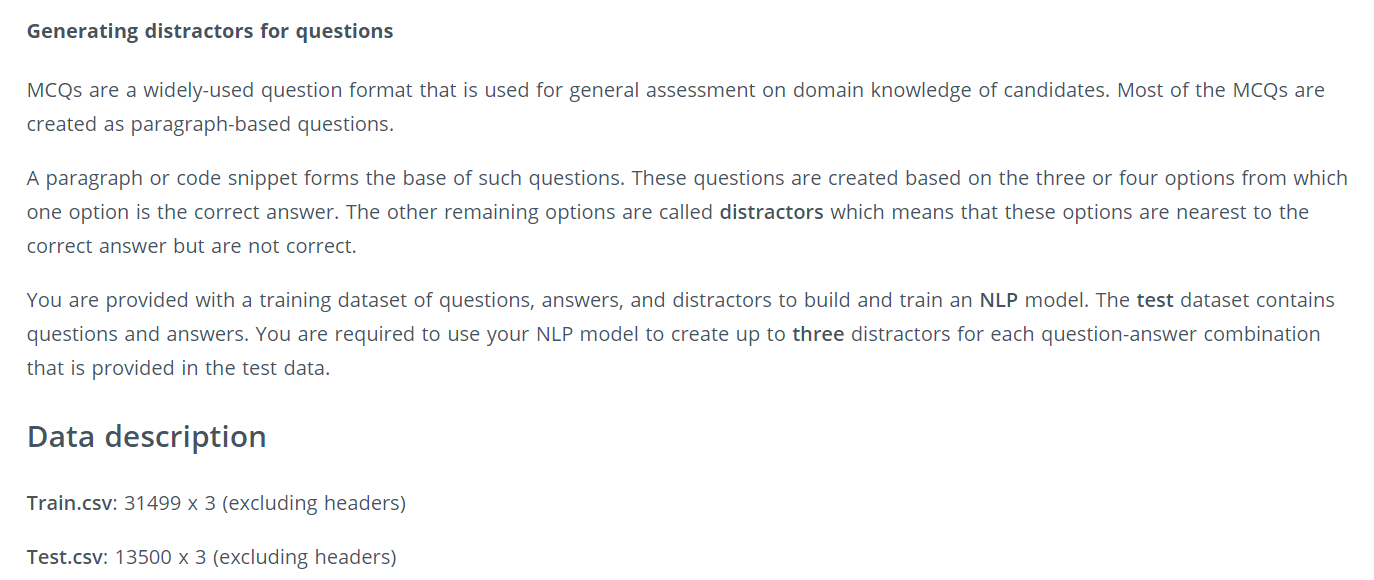 Generating distractors for questions
MCQs are a widely-used question format that is used for general assessment on domain knowledge of candidates. Most of the MCQs are
created as paragraph-based questions.
A paragraph or code snippet forms the base of such questions. These questions are created based on the three or four options from which
one option is the correct answer. The other remaining options are called distractors which means that these options are nearest to the
correct answer but are not correct.
You are provided with a training dataset of questions, answers, and distractors to build and train an NLP model. The test dataset contains
questions and answers. You are required to use your NLP model to create up to three distractors for each question-answer combination
that is provided in the test data.
Data description
Train.csv: 31499 x 3 (excluding headers)
Test.csv: 13500 x 3 (excluding headers)